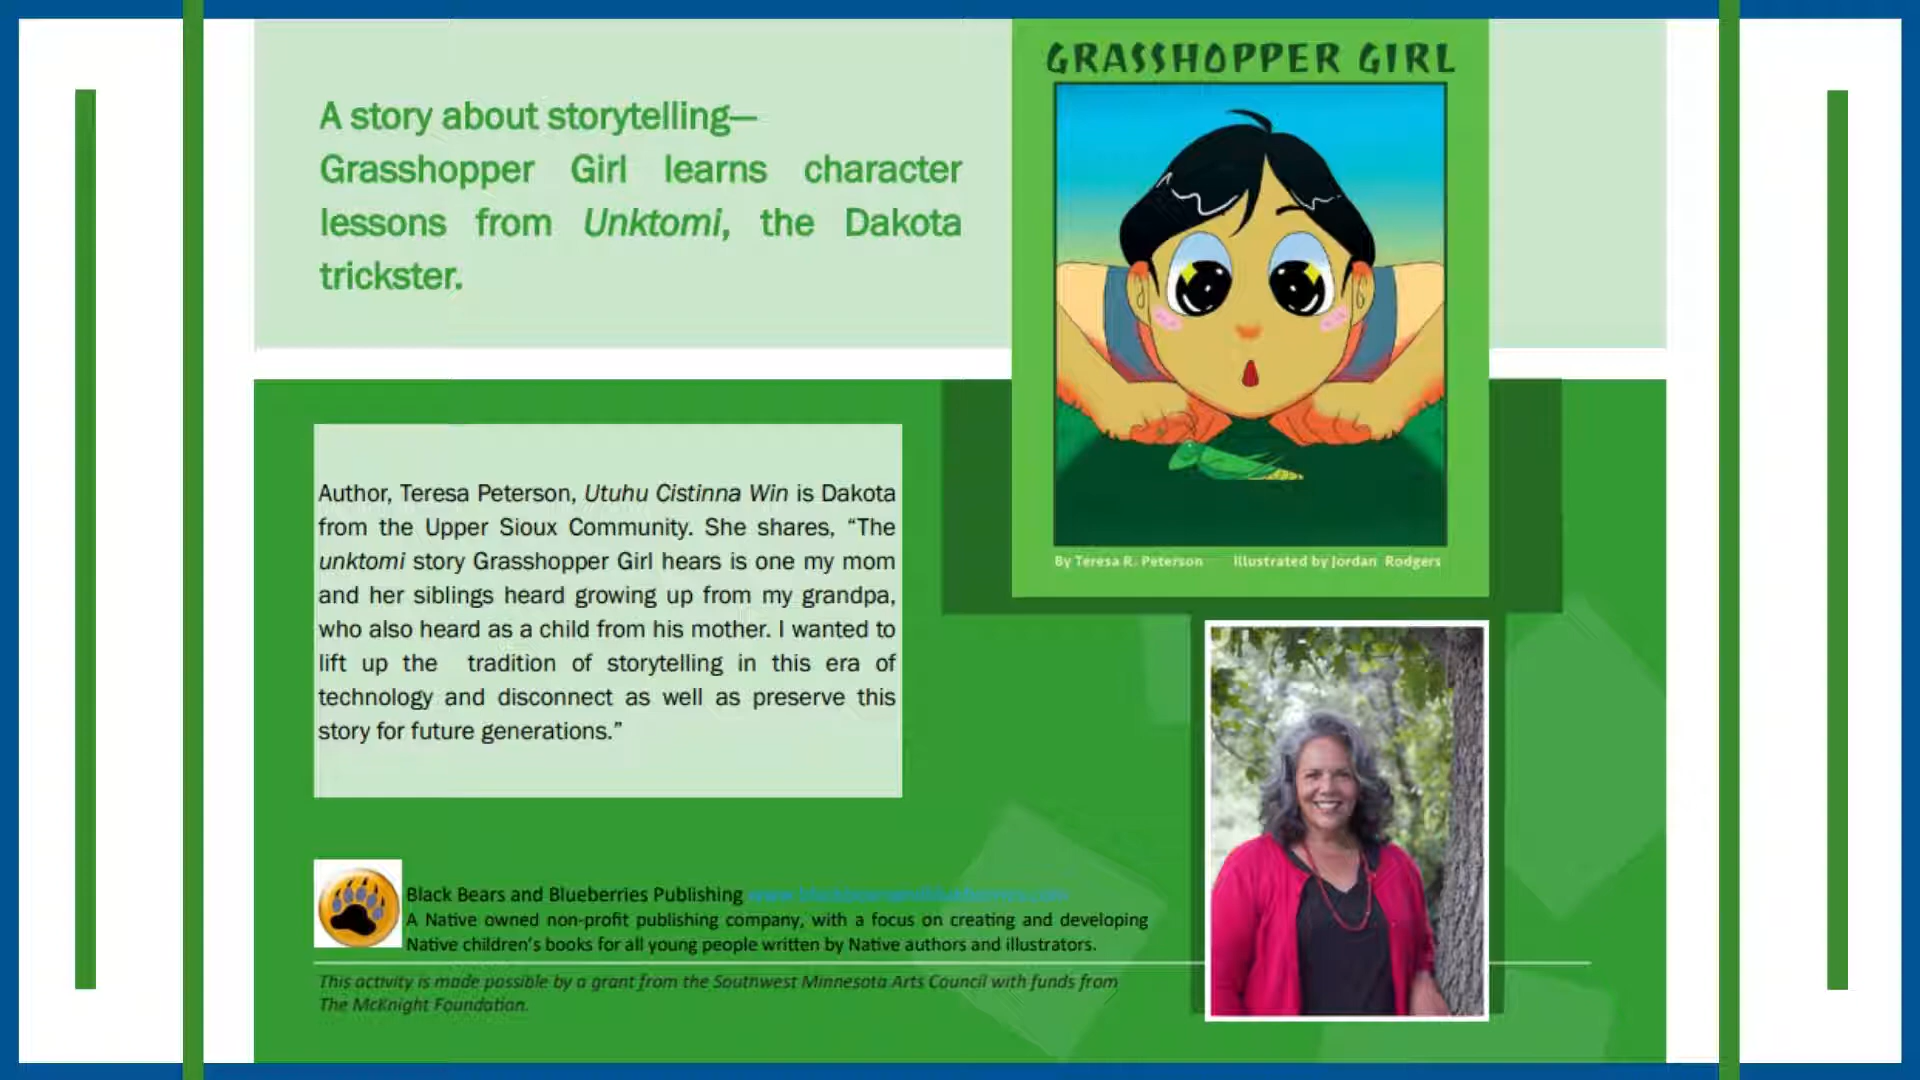 A story about storytelling—
Grasshopper Girl learns character
lessons from Unktomi, the Dakota
trickster.
GRASSHOPPER GIRL
By Teresa R. Peterson Illustrated by Jordan Rodgers
Author, Teresa Peterson, Utuhu Cistinna Win is Dakota
from the Upper Sioux Community. She shares, “The
unktomi story Grasshopper Girl hears is one my mom
and her siblings heard growing up from my grandpa,
who also heard as a child from his mother. I wanted to
lift up the tradition of storytelling in this era of
technology and disconnect as well as preserve this
story for future generations.”
Black Bears and Blueberries Publishing
A Native owned non-profit publishing company, with a focus on creating and developing
Native children’s books for all young people written by Native authors and illustrators.
This activity is made possible by a grant from the Southwest Minnesota Arts Council with funds from
The McKnight Foundation.